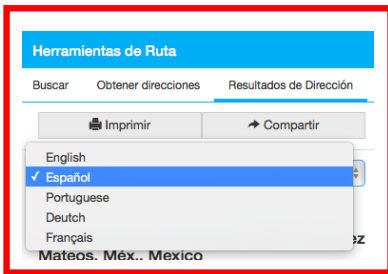 Herramientas de Ruta
Buscar Obtener direcciones Resultados de Dirección
Imprimir Compartir
English
✓ Español
Portuguese
Deutch
Français
ez
Mateos, Méx., Mexico